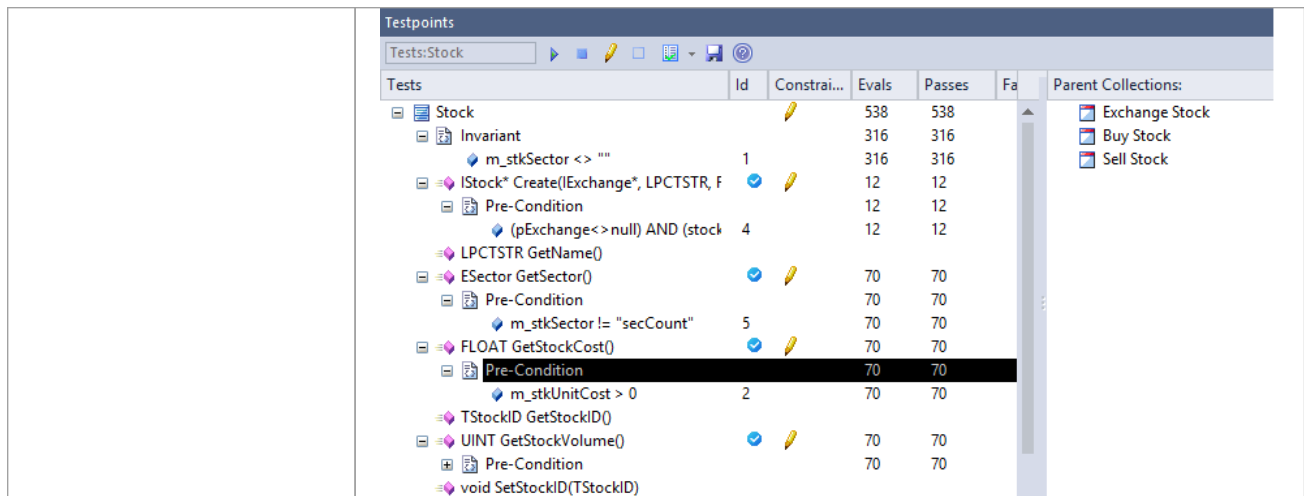 Testpoints
Tests:Stock
Tests Id Constrai... Evals Passes Fa Parent Collections:
Stock 538 538 Exchange Stock
Invariant 316 316 Buy Stock
m_stkSector <> "" 1 316 316 Sell Stock
IStock* Create(IExchange*, LPCTSTR, F 12 12
Pre-Condition 12 12
(pExchange<>null) AND (stock 4 12 12
LPCTSTR GetName()
ESector GetSector() 70 70
Pre-Condition 70 70
m_stkSector != "secCount" 5 70 70
FLOAT GetStockCost() 70 70
Pre-Condition 70 70
m_stkUnitCost > 0 2 70 70
TStockID GetStockID()
UINT GetStockVolume() 70 70
Pre-Condition 70 70
void SetStockID(TStockID)